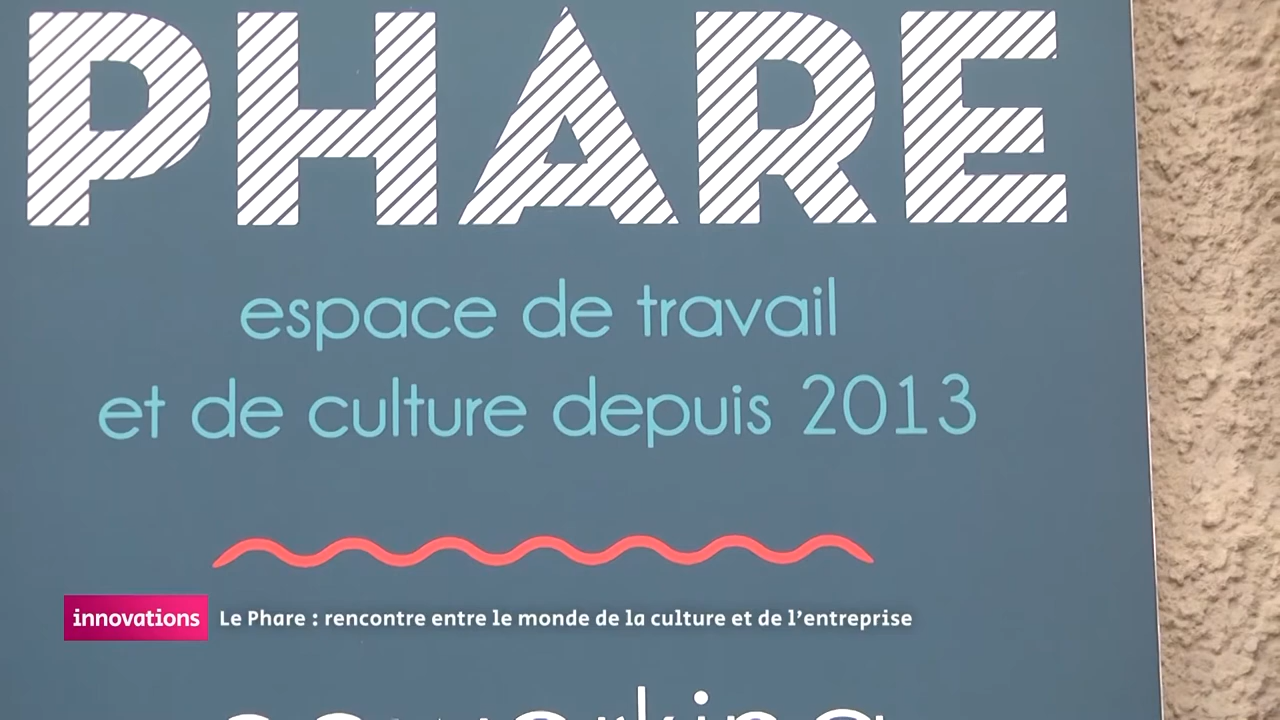 PHARE
espace de travail
et de culture depuis 2013
innovations Le Phare : rencontre entre le monde de la culture et de l'entreprise
coworking